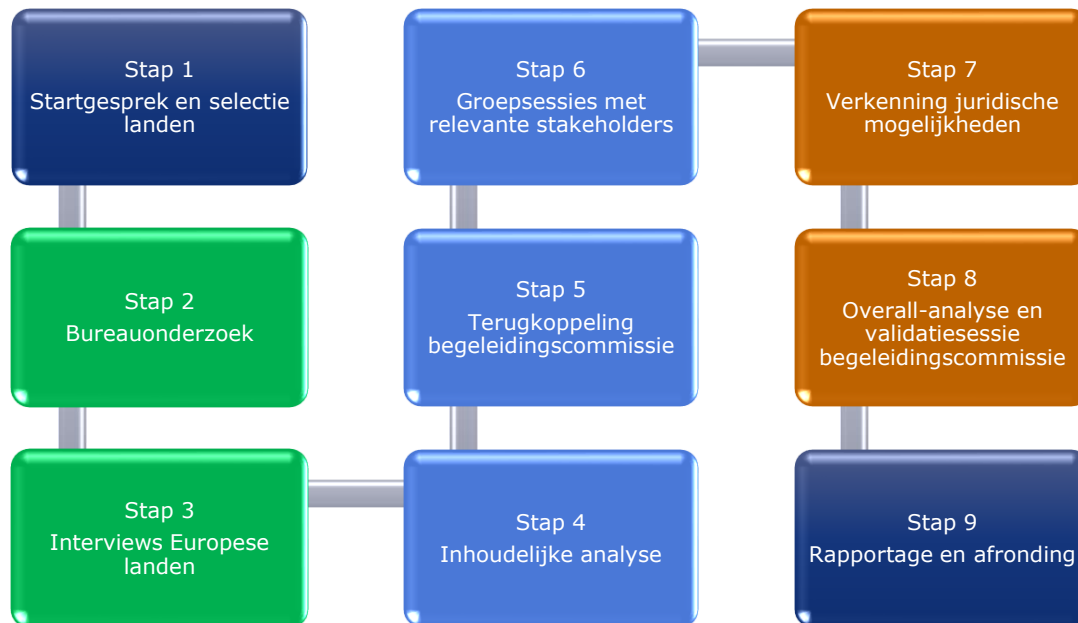 Stap 1
Startgesprek en selectie
landen
Stap 2
Bureauonderzoek
Stap 3
Interviews Europese
landen
Stap 4
Inhoudelijke analyse
Stap 5
Terugkoppeling
begeleidingscommissie
Stap 6
Groepsessies met
relevante stakeholders
Stap 7
Verkenning juridische
mogelijkheden
Stap 8
Overall-analyse en
validatiesessie
begeleidingscommissie
Stap 9
Rapportage en afronding